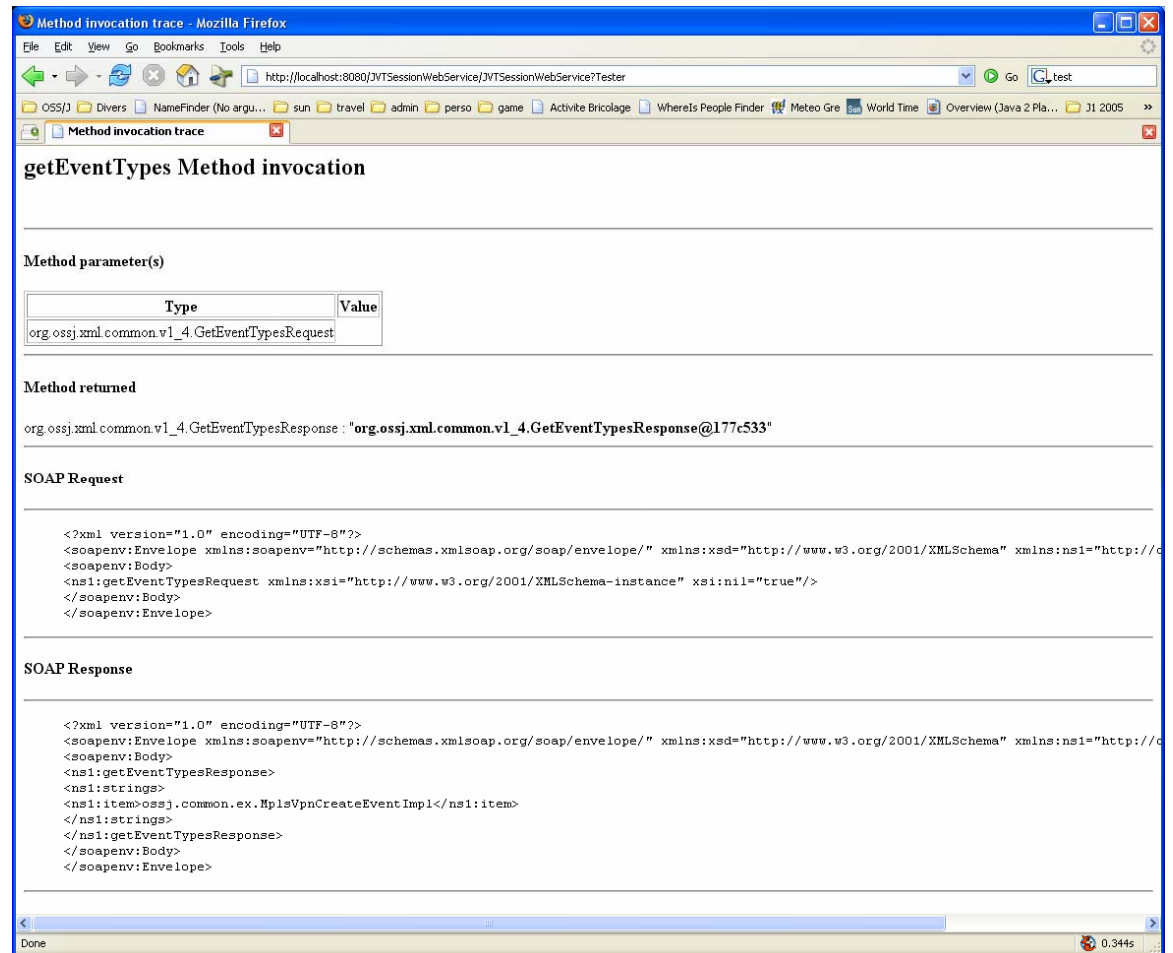 Method invocation trace - Mozilla Firefox
File Edit View Go Bookmarks Tools Help
http://localhost:8080/JVTSessionWebService/JVTSessionWebService?Tester Go test
OSS/J Divers NameFinder (No argu... sun travel admin perso game Activite Bricolage WhereIs People Finder Meteo Gre World Time Overview (Java 2 Pla... J1 2005 »
Method invocation trace
getEventTypes Method invocation
Method parameter(s)
Type Value
org.ossj.xml.common.v1_4.GetEventTypesRequest
Method returned
org.ossj.xml.common.v1_4.GetEventTypesResponse : "org.ossj.xml.common.v1_4.GetEventTypesResponse@177c533"
SOAP Request
<?xml version="1.0" encoding="UTF-8"?>
<soapenv:Envelope xmlns:soapenv="http://schemas.xmlsoap.org/soap/envelope/" xmlns:xsd="http://www.w3.org/2001/XMLSchema" xmlns:ns1="http://
<soapenv:Body>
<ns1:getEventTypesRequest xmlns:xsi="http://www.w3.org/2001/XMLSchema-instance" xsi:nil="true"/>
</soapenv:Body>
</soapenv:Envelope>
SOAP Response
<?xml version="1.0" encoding="UTF-8"?>
<soapenv:Envelope xmlns:soapenv="http://schemas.xmlsoap.org/soap/envelope/" xmlns:xsd="http://www.w3.org/2001/XMLSchema" xmlns:ns1="http://
<soapenv:Body>
<ns1:getEventTypesResponse>
<ns1:strings>
<ns1:item>ossj.common.ex.MplsVpnCreateEventImpl</ns1:item>
</ns1:strings>
</ns1:getEventTypesResponse>
</soapenv:Body>
</soapenv:Envelope>
Done 0.344s